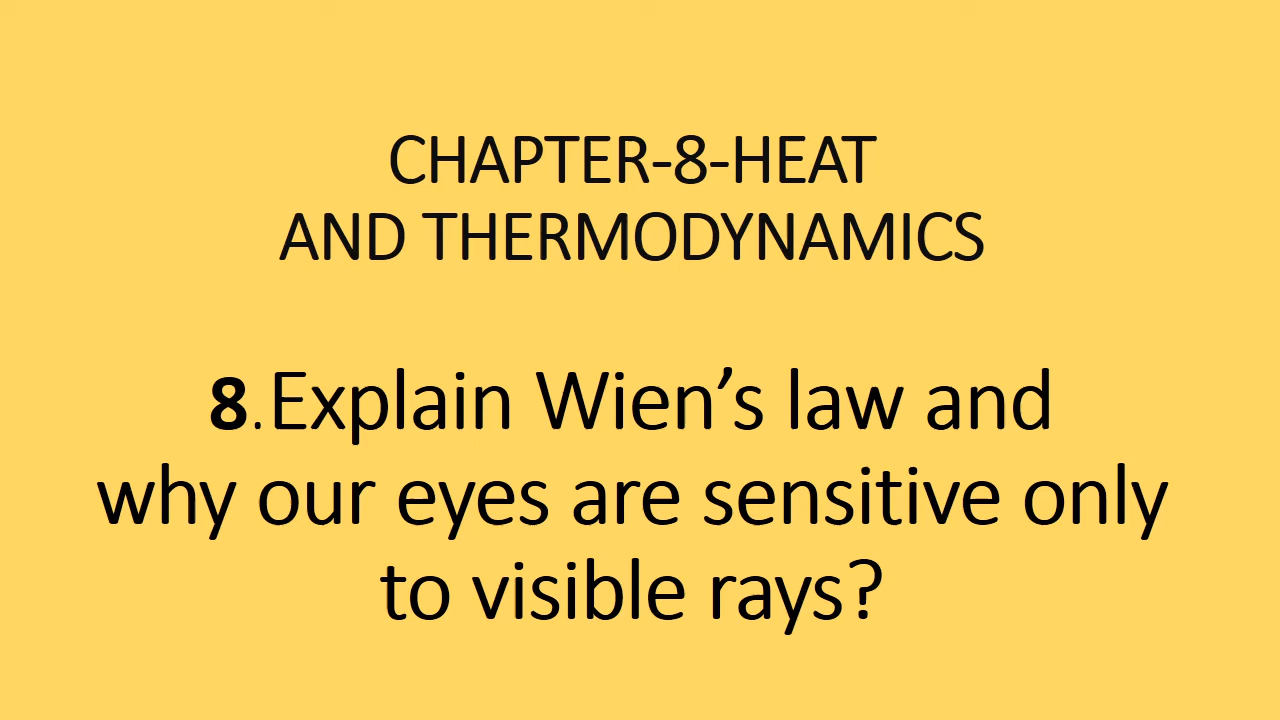 CHAPTER-8-HEAT
AND THERMODYNAMICS
8.Explain Wien’s law and
why our eyes are sensitive only
to visible rays?